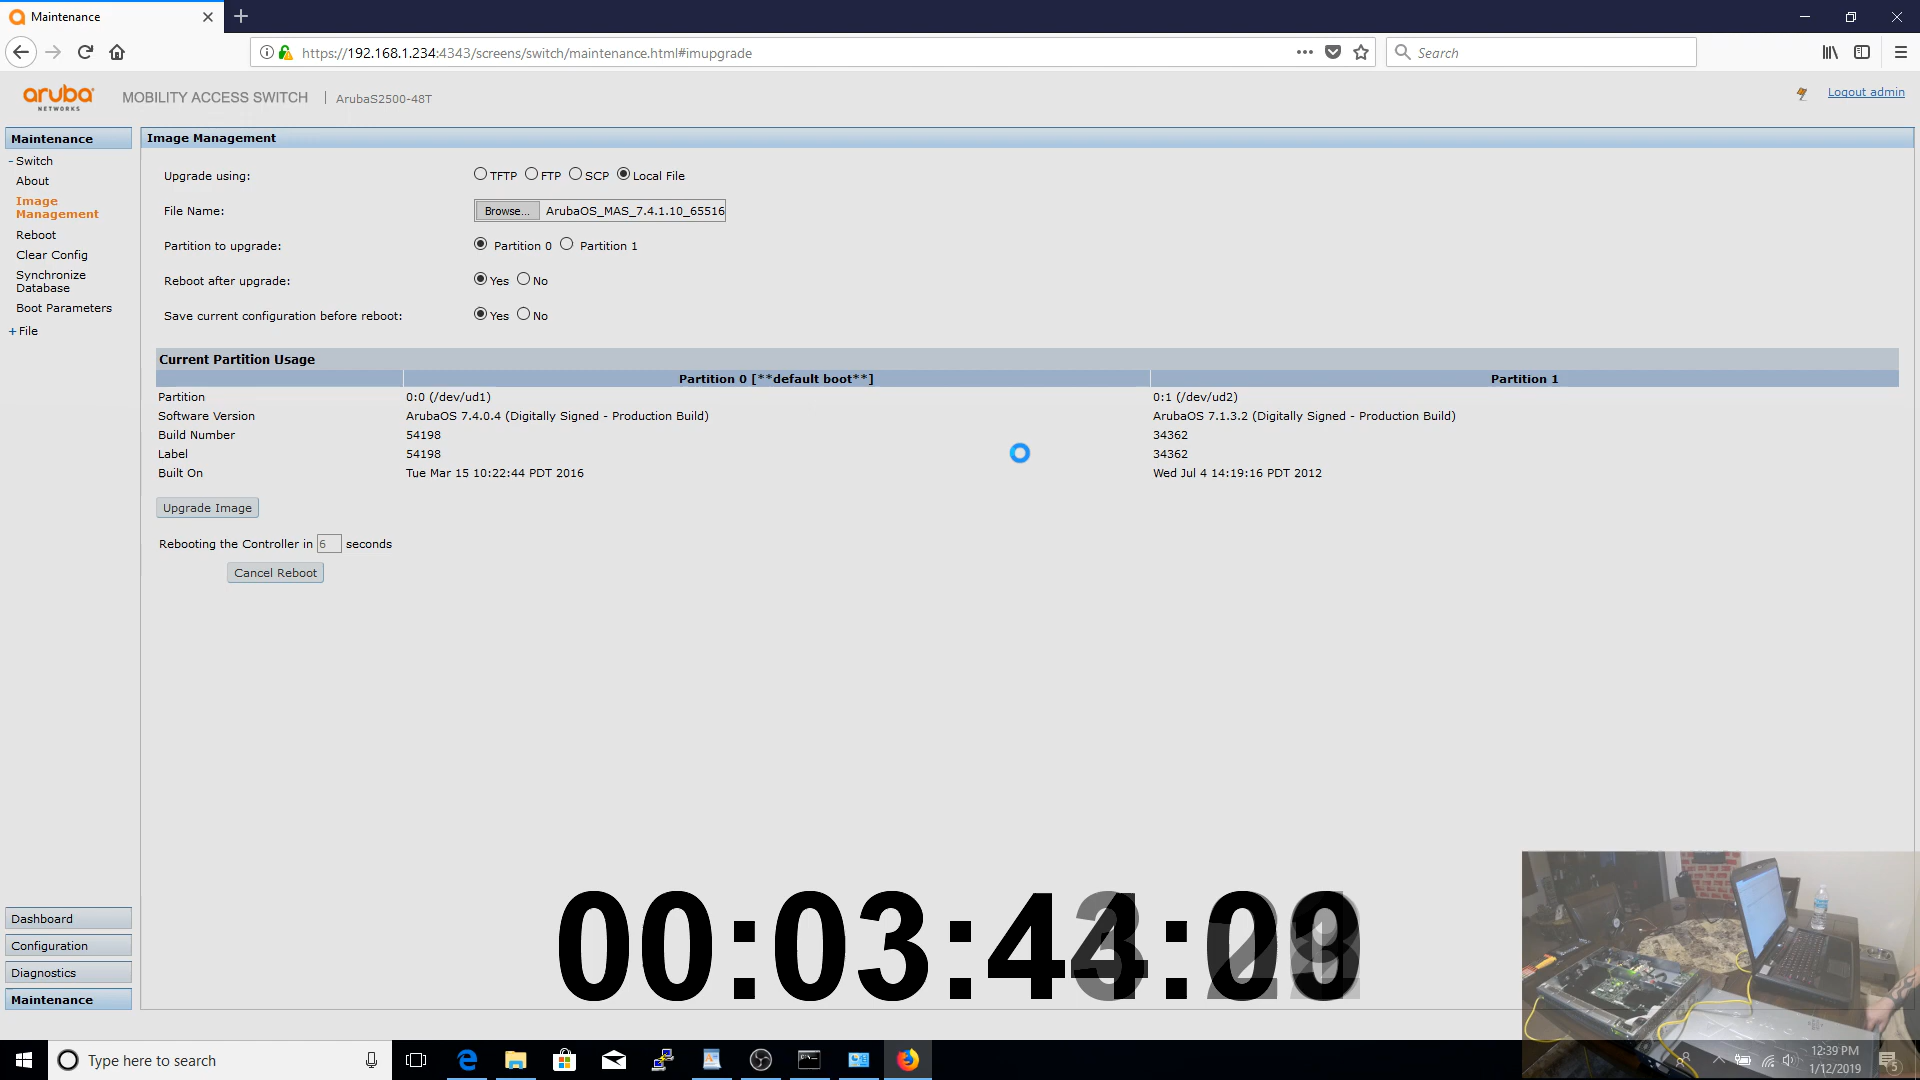 Maintenance
https://192.168.1.234:4343/screens/switch/maintenance.html#imupgrade
Search
aruba
NETWORKS
MOBILITY ACCESS SWITCH | ArubaS2500-48T
Logout admin
Maintenance
- Switch
About
Image
Management
Reboot
Clear Config
Synchronize
Database
Boot Parameters
+ File
Image Management
Upgrade using: TFTP FTP SCP Local File
File Name: Browse... ArubaOS_MAS_7.4.1.10_65516
Partition to upgrade: Partition 0 Partition 1
Reboot after upgrade: Yes No
Save current configuration before reboot: Yes No
Current Partition Usage
Partition 0 [**default boot**] Partition 1
Partition 0:0 (/dev/ud1) 0:1 (/dev/ud2)
Software Version ArubaOS 7.4.0.4 (Digitally Signed - Production Build) ArubaOS 7.1.3.2 (Digitally Signed - Production Build)
Build Number 54198 34362
Label 54198 34362
Built On Tue Mar 15 10:22:44 PDT 2016 Wed Jul 4 14:19:16 PDT 2012
Upgrade Image
Rebooting the Controller in 6 seconds
Cancel Reboot
Dashboard
Configuration
Diagnostics
Maintenance
Type here to search
12:39 PM
1/12/2019
5